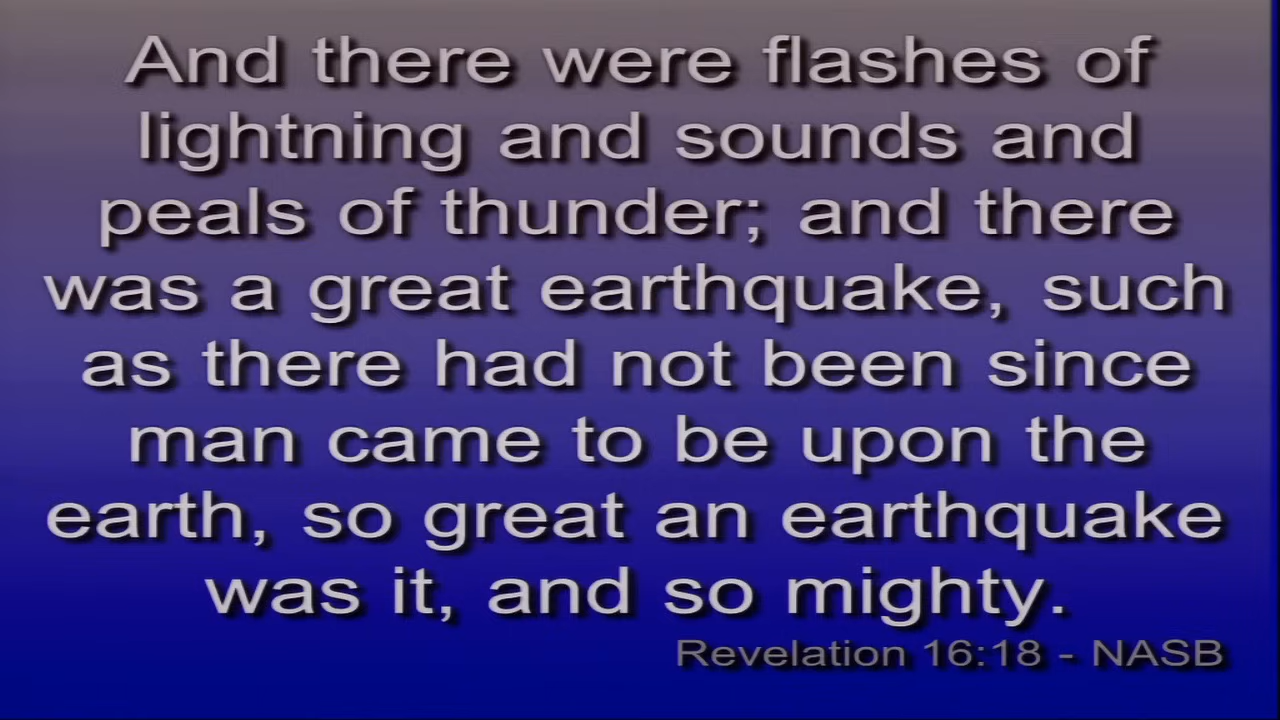 And there were flashes of
lightning and sounds and
peals of thunder; and there
was a great earthquake, such
as there had not been since
man came to be upon the
earth, so great an earthquake
was it, and so mighty.
Revelation 16:18 - NASB